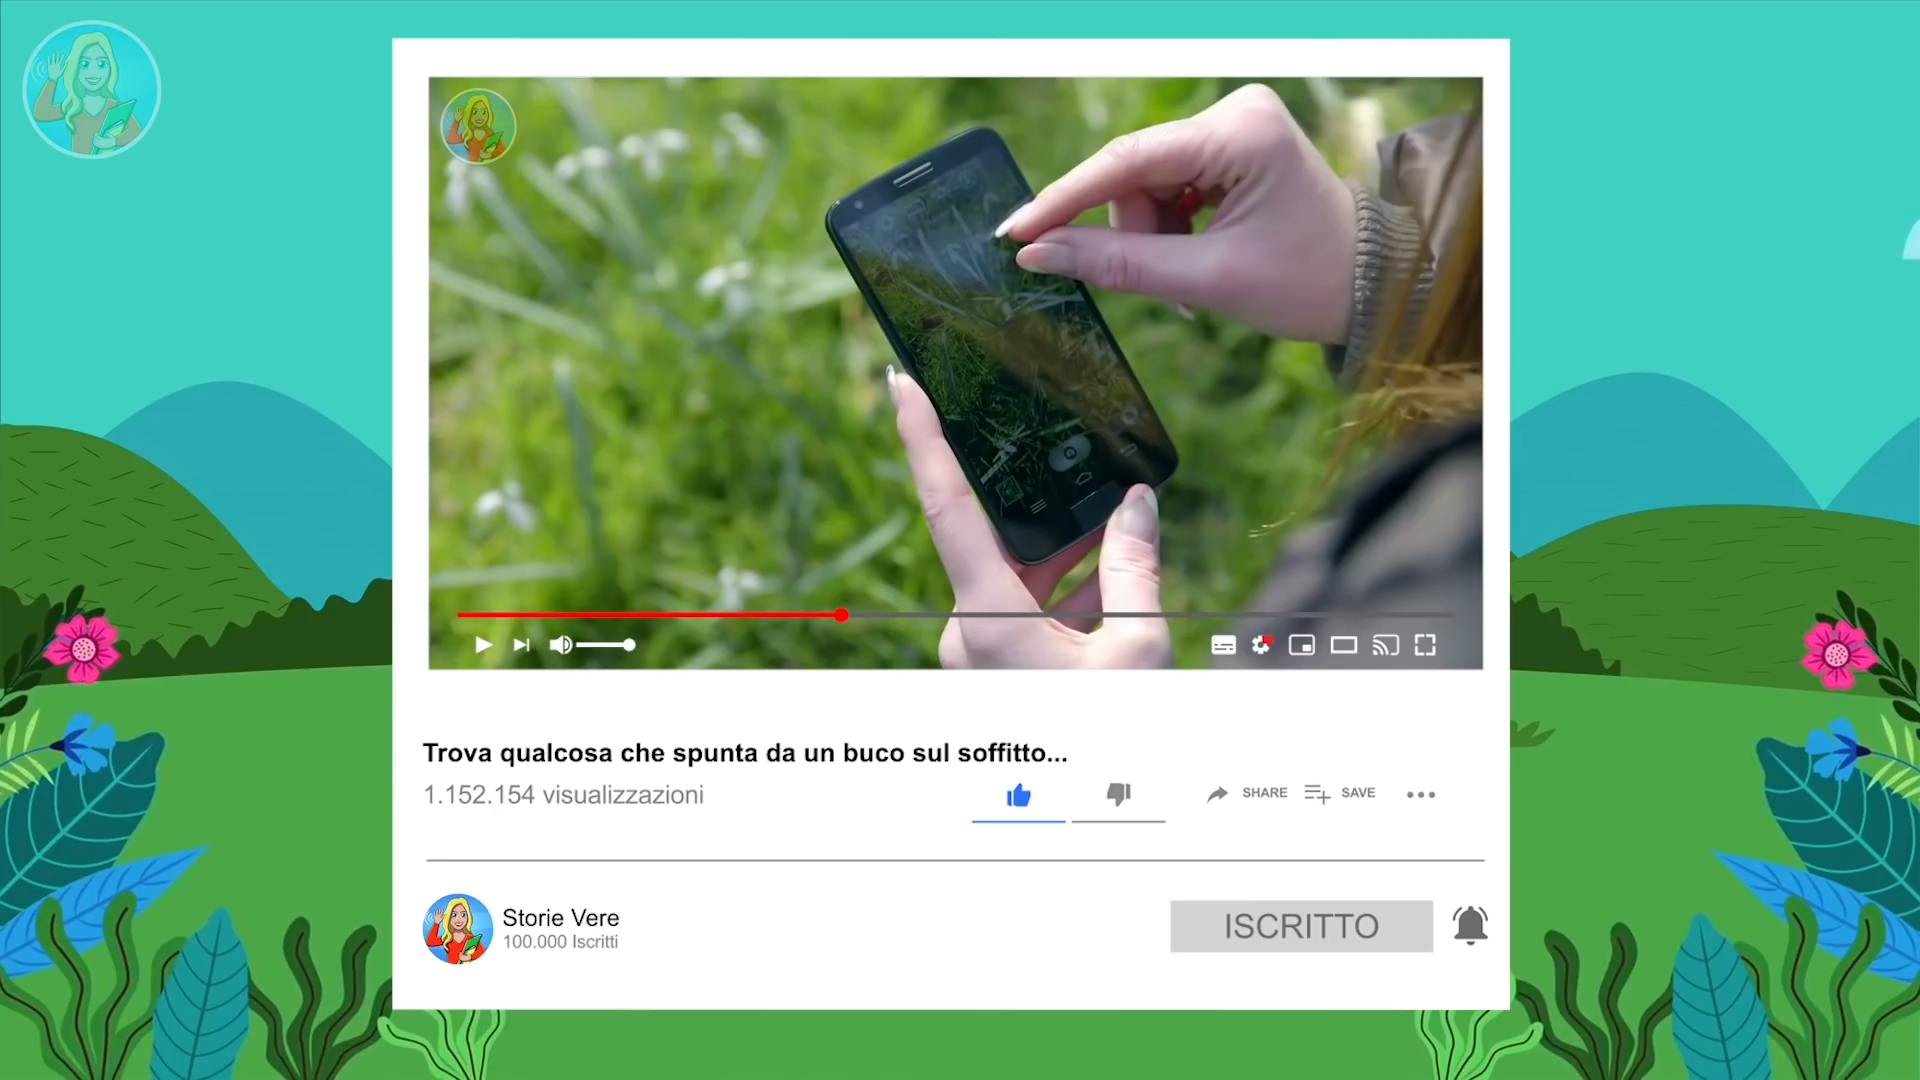 Trova qualcosa che spunta da un buco sul soffitto...
1.152.154 visualizzazioni
SHARE
SAVE
Storie Vere
100.000 Iscritti
ISCRITTO